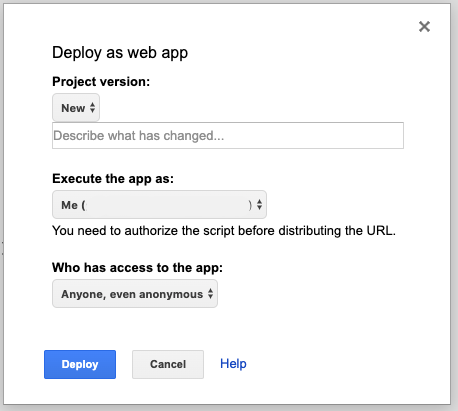 Deploy as web app
Project version:
New
Describe what has changed...
Execute the app as:
Me ( )
You need to authorize the script before distributing the URL.
Who has access to the app:
Anyone, even anonymous
Deploy Cancel Help